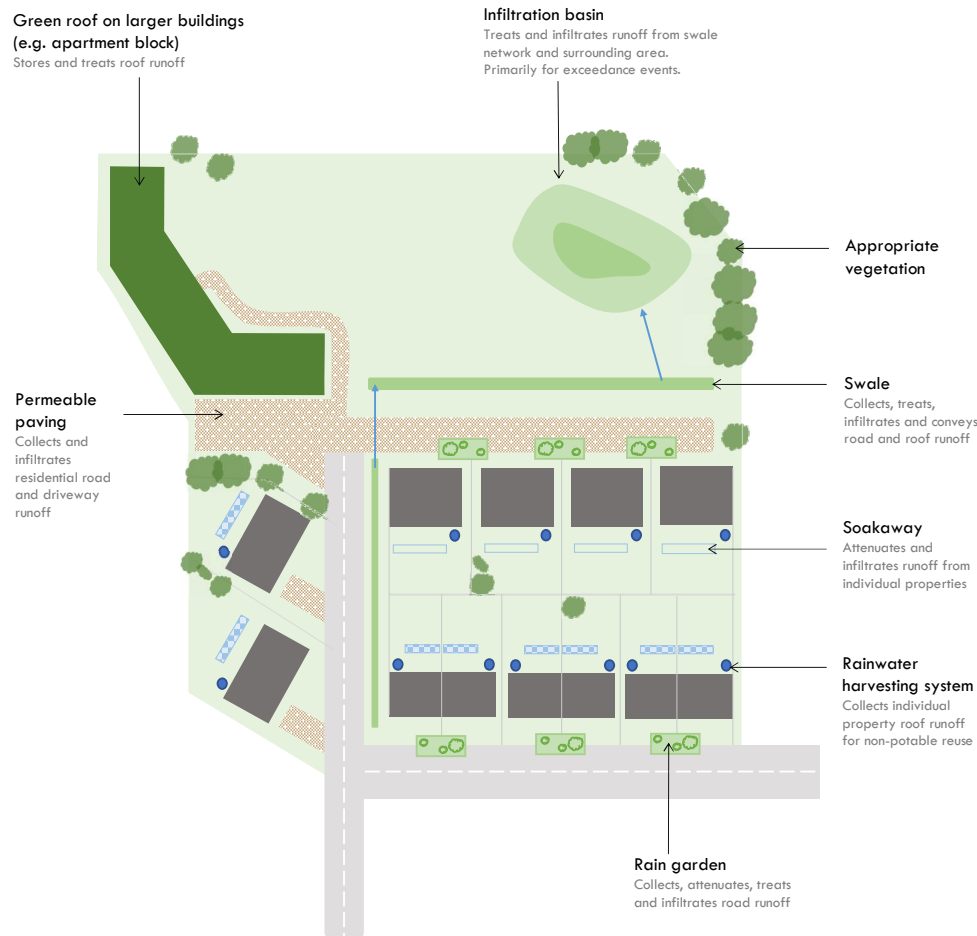 Green roof on larger buildings
(e.g. apartment block)
Stores and treats roof runoff
Infiltration basin
Treats and infiltrates runoff from swale
network and surrounding area.
Primarily for exceedance events.
Appropriate
vegetation
Swale
Collects, treats,
infiltrates and conveys
road and roof runoff
Permeable
paving
Collects and
infiltrates
residential road
and driveway
runoff
Soakaway
Attenuates and
infiltrates runoff from
individual properties
Rainwater
harvesting system
Collects individual
property roof runoff
for non-potable reuse
Rain garden
Collects, attenuates, treats
and infiltrates road runoff